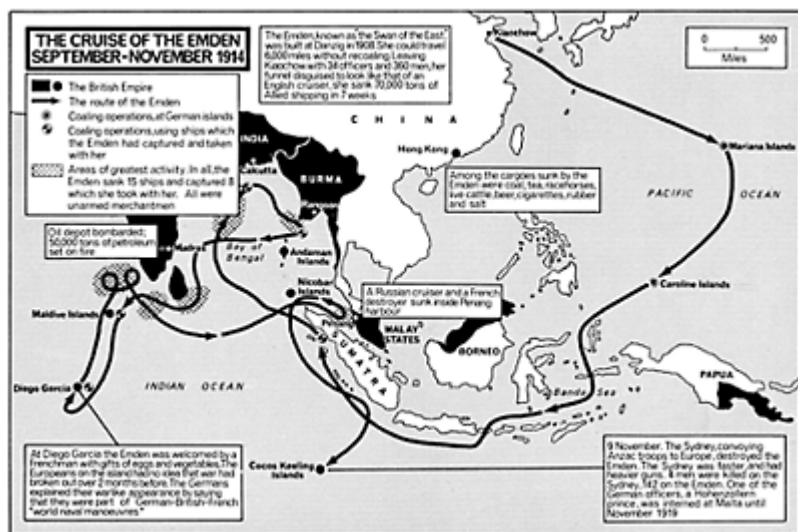 THE CRUISE OF THE EMDEN
SEPTEMBER-NOVEMBER 1914
The British Empire
The route of the Emden
Coaling operations, at German islands
Coaling operations, using ships which
the Emden had captured and taken
with her
Areas of greatest activity. In all, the
Emden sank 15 ships and captured 8
which she took with her. All were
unarmed merchantmen
The Emden, known as "the Swan of the East",
was built at Danzig in 1908. She could travel
6,000 miles without recoaling. Leaving
Kiaochow with 38 officers and 360 men, her
funnel disguised to look like that of an
English cruiser, she sank 70,000 tons of
Allied shipping in 7 weeks
Kiaochow
0 500
Miles
CHINA
INDIA
Calkutta
BURMA
Rangoon
Hong Kong
Mariana Islands
PACIFIC OCEAN
Among the cargoes sunk by the
Emden were coal, tea, racehorses,
live cattle, beer, cigarettes, rubber
and salt
Oil depot bombarded;
50,000 tons of petroleum
set on fire
Madras
Bay of
Bengal
Andaman
Islands
Nicobar
Islands
Caroline Islands
A Russian cruiser and a French
destroyer sunk inside Penang
harbour
Maldive Islands
Penang
MALAY
STATES
SUMATRA
BORNEO
PAPUA
Diego Garcia
INDIAN OCEAN
Banda Sea
At Diego Garcia the Emden was welcomed by a
Frenchman with gifts of eggs and vegetables. The
Europeans on the island had no idea that war had
broken out over 2 months before. The Germans
explained their warlike appearance by saying
that they were part of German-British-French
"world naval manoeuvres"
Cocos Keeling
Islands
9 November. The Sydney, convoying
Anzac troops to Europe, destroyed the
Emden. The Sydney was faster, and had
heavier guns. 4 men were killed on the
Sydney, 142 on the Emden. One of the
German officers, a Hohenzollern
prince, was interned at Malta until
November 1919